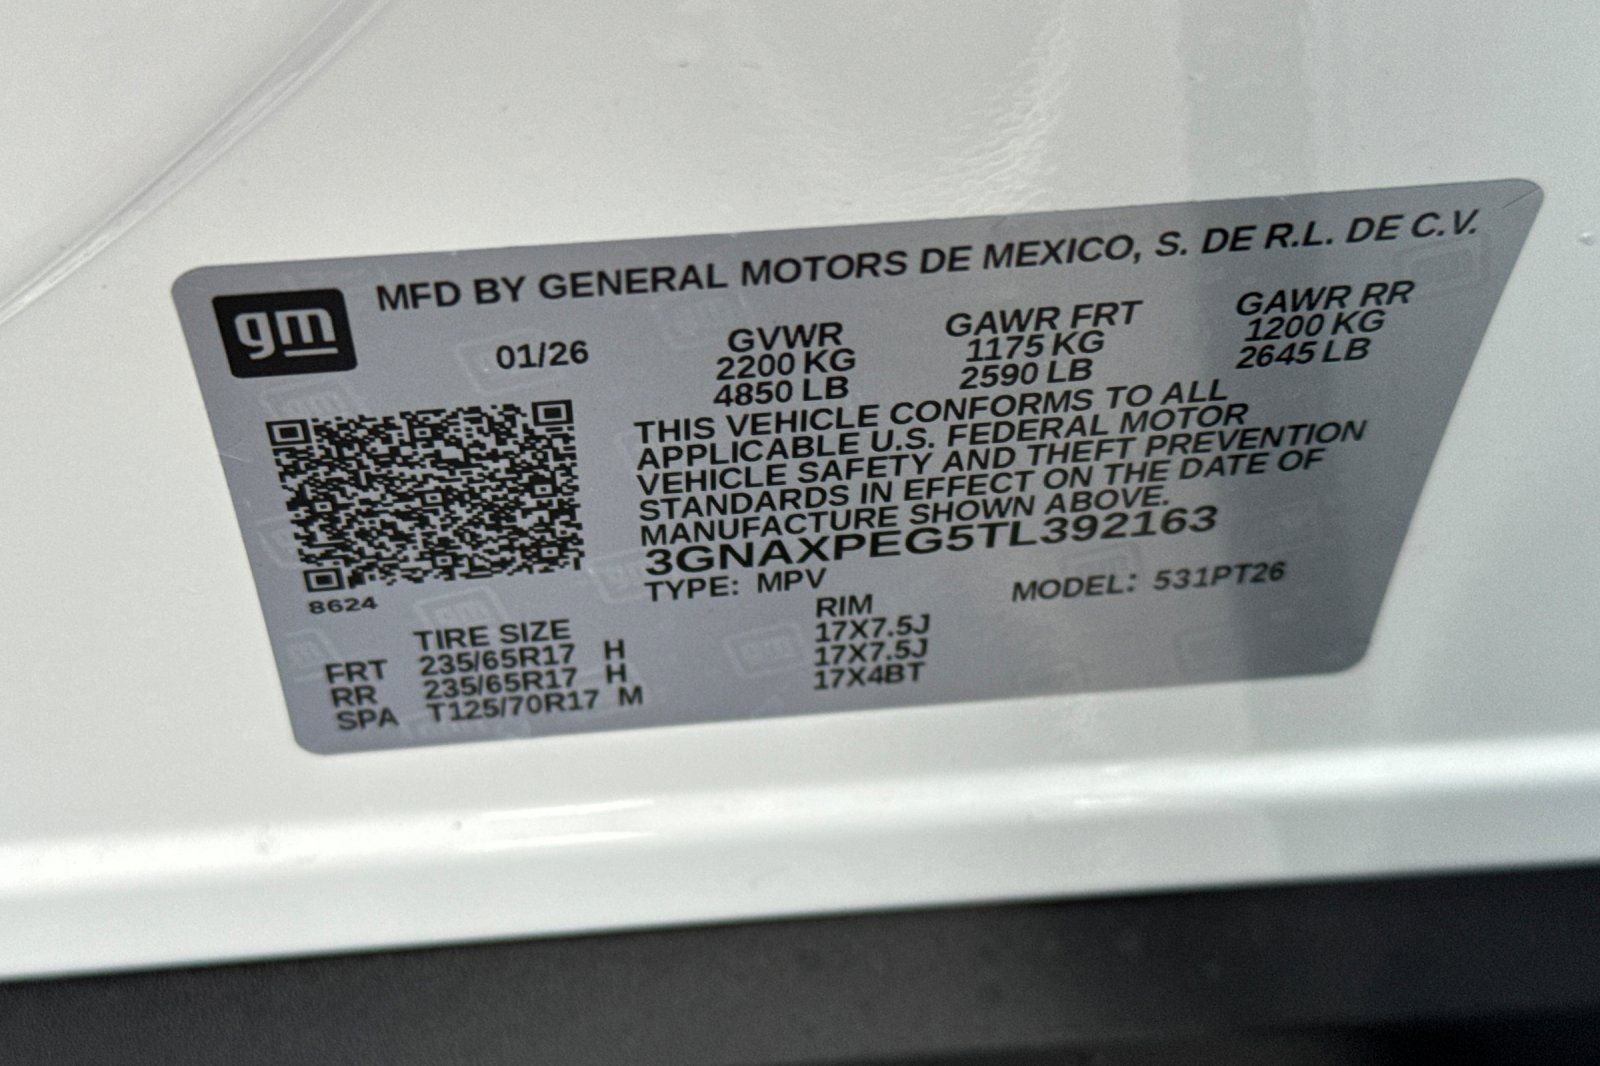 gm
MFD BY GENERAL MOTORS DE MEXICO, S. DE R.L. DE C.V.
01/26
GVWR
2200 KG
4850 LB
GAWR FRT
1175 KG
2590 LB
GAWR RR
1200 KG
2645 LB
THIS VEHICLE CONFORMS TO ALL
APPLICABLE U.S. FEDERAL MOTOR
VEHICLE SAFETY AND THEFT PREVENTION
STANDARDS IN EFFECT ON THE DATE OF
MANUFACTURE SHOWN ABOVE.
3GNAXPEG5TL392163
TYPE: MPV
MODEL: 531PT26
8624
TIRE SIZE RIM
FRT 235/65R17 H 17X7.5J
RR 235/65R17 H 17X7.5J
SPA T125/70R17 M 17X4BT